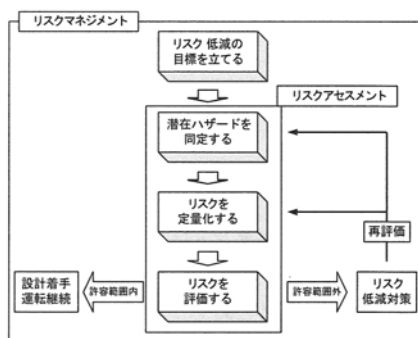 リスクマネジメント
リスク 低減の
目標を立てる
リスクアセスメント
潜在ハザードを
同定する
リスクを
定量化する
再評価
設計着手
運転継続
許容範囲内
リスクを
評価する
許容範囲外
リスク
低減対策